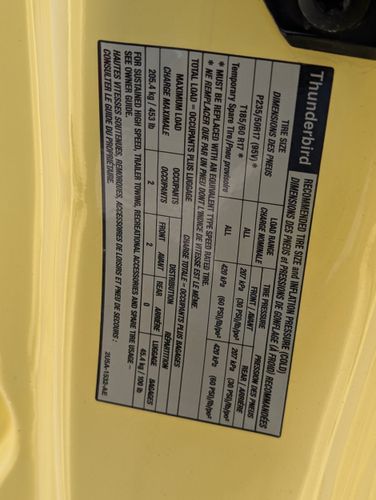 Thunderbird
RECOMMENDED TIRE SIZE and INFLATION PRESSURE (COLD)
DIMENSIONS DES PNEUS et PRESSIONS DE GONFLAGE (À FROID) RECOMMANDÉES
TIRE SIZE LOAD RANGE TIRE PRESSURE PRESSION DES PNEUS
DIMENSIONS DES PNEUS CHARGE NOMINALE FRONT / AVANT REAR / ARRIÈRE
P235/50R17 (95V) * ALL 207 kPa 207 kPa
(30 PSI/lb/po²) (30 PSI/lb/po²)
T185/60 R17 * ALL 420 kPa 420 kPa
Temporary Spare Tire/Pneu provisoire (60 PSI/lb/po²) (60 PSI/lb/po²)
* MUST BE REPLACED WITH AN EQUIVALENT TYPE SPEED RATED TIRE.
* NE REMPLACER QUE PAR UN PNEU DONT L'INDICE DE VITESSE EST LE MÊME.
TOTAL LOAD = OCCUPANTS PLUS LUGGAGE CHARGE TOTALE = OCCUPANTS PLUS BAGAGES
MAXIMUM LOAD OCCUPANTS DISTRIBUTION RÉPARTITION
CHARGE MAXIMALE OCCUPANTS FRONT REAR LUGGAGE
AVANT ARRIÈRE BAGAGES
205.4 kg / 453 lb 2 2 0 45.4 kg / 100 lb
FOR SUSTAINED HIGH SPEED, TRAILER TOWING, RECREATIONAL ACCESSORIES AND SPARE TIRE USAGE –
SEE OWNER GUIDE.
HAUTES VITESSES SOUTENUES, REMORQUES, ACCESSOIRES DE LOISIRS ET PNEU DE SECOURS :
CONSULTER LE GUIDE DU PROPRIÉTAIRE.
2U5A-1532-AE